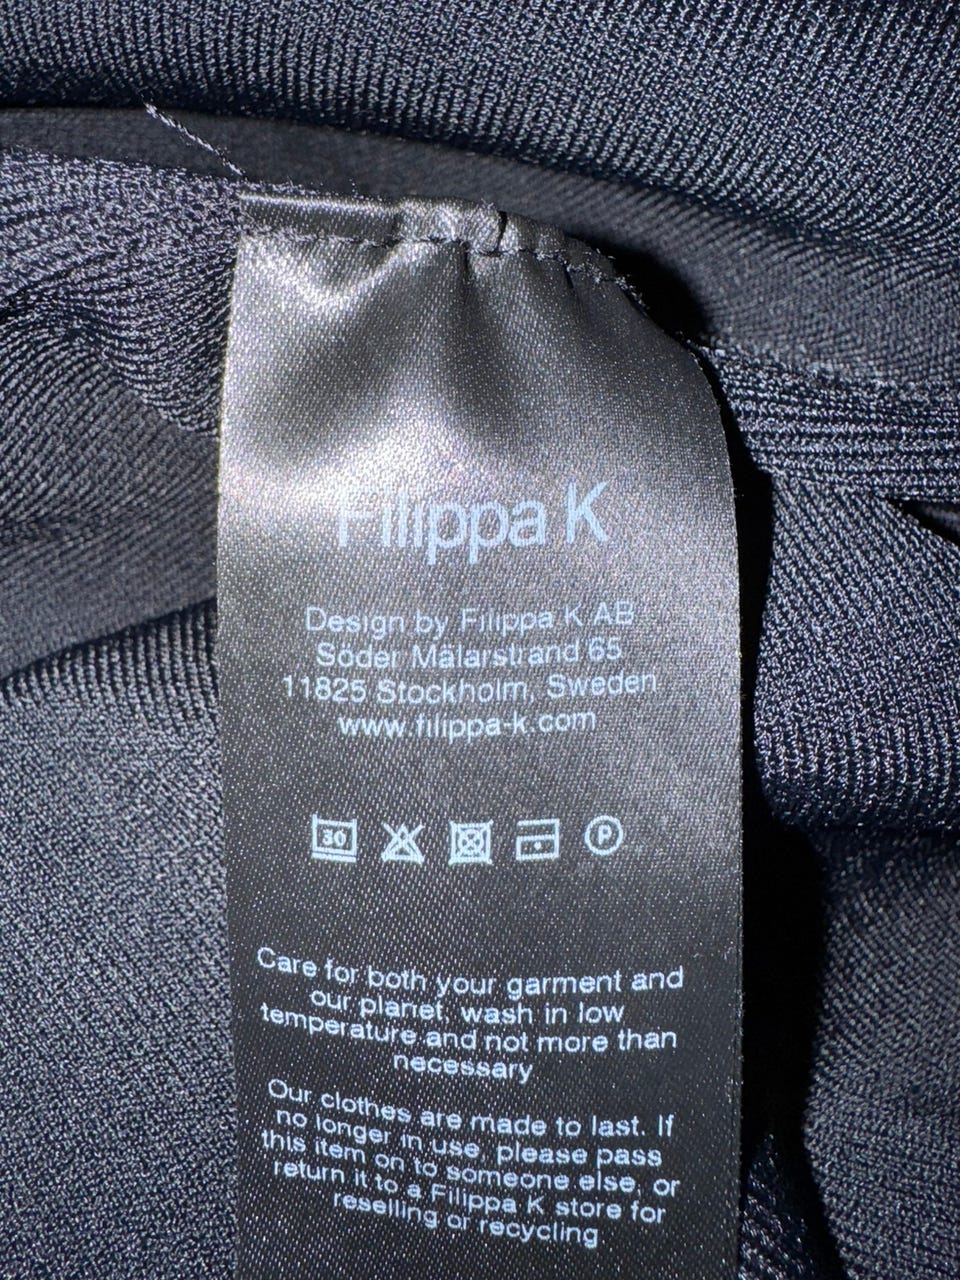 Filippa K
Design by Filippa K AB
Söder Mälarstrand 65
11825 Stockholm, Sweden
www.filippa-k.com
30
P
Care for both your garment and
our planet, wash in low
temperature and not more than
necessary
Our clothes are made to last. If
no longer in use, please pass
this item on to someone else, or
return it to a Filippa K store for
reselling or recycling